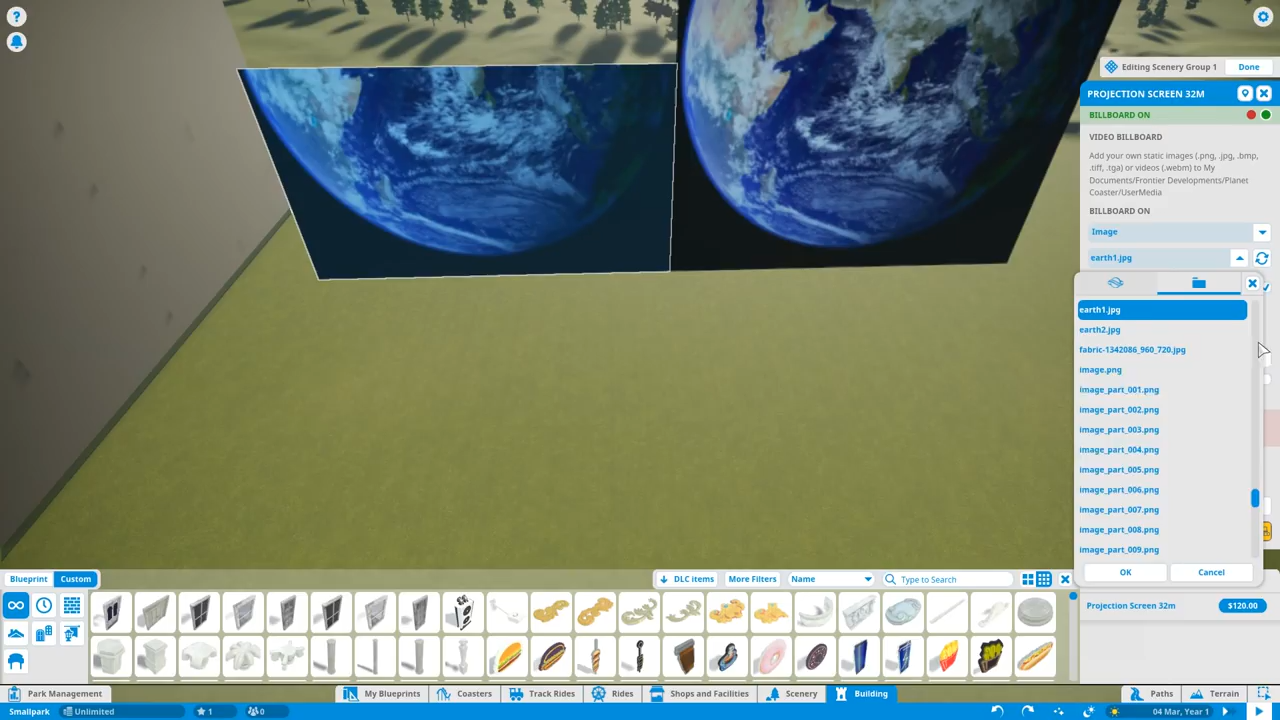 ?
Editing Scenery Group 1
Done
PROJECTION SCREEN 32M
BILLBOARD ON
VIDEO BILLBOARD
Add your own static images (.png, .jpg, .bmp,
.tiff, .tga) or videos (.webm) to My
Documents/Frontier Developments/Planet
Coaster/UserMedia
BILLBOARD ON
Image
earth1.jpg
earth1.jpg
earth2.jpg
fabric-1342086_960_720.jpg
image.png
image_part_001.png
image_part_002.png
image_part_003.png
image_part_004.png
image_part_005.png
image_part_006.png
image_part_007.png
image_part_008.png
image_part_009.png
OK
Cancel
Blueprint
Custom
DLC items
More Filters
Name
Type to Search
Projection Screen 32m
$120.00
Park Management
My Blueprints
Coasters
Track Rides
Rides
Shops and Facilities
Scenery
Building
Paths
Terrain
Smallpark
Unlimited
1
0
04 Mar, Year 1